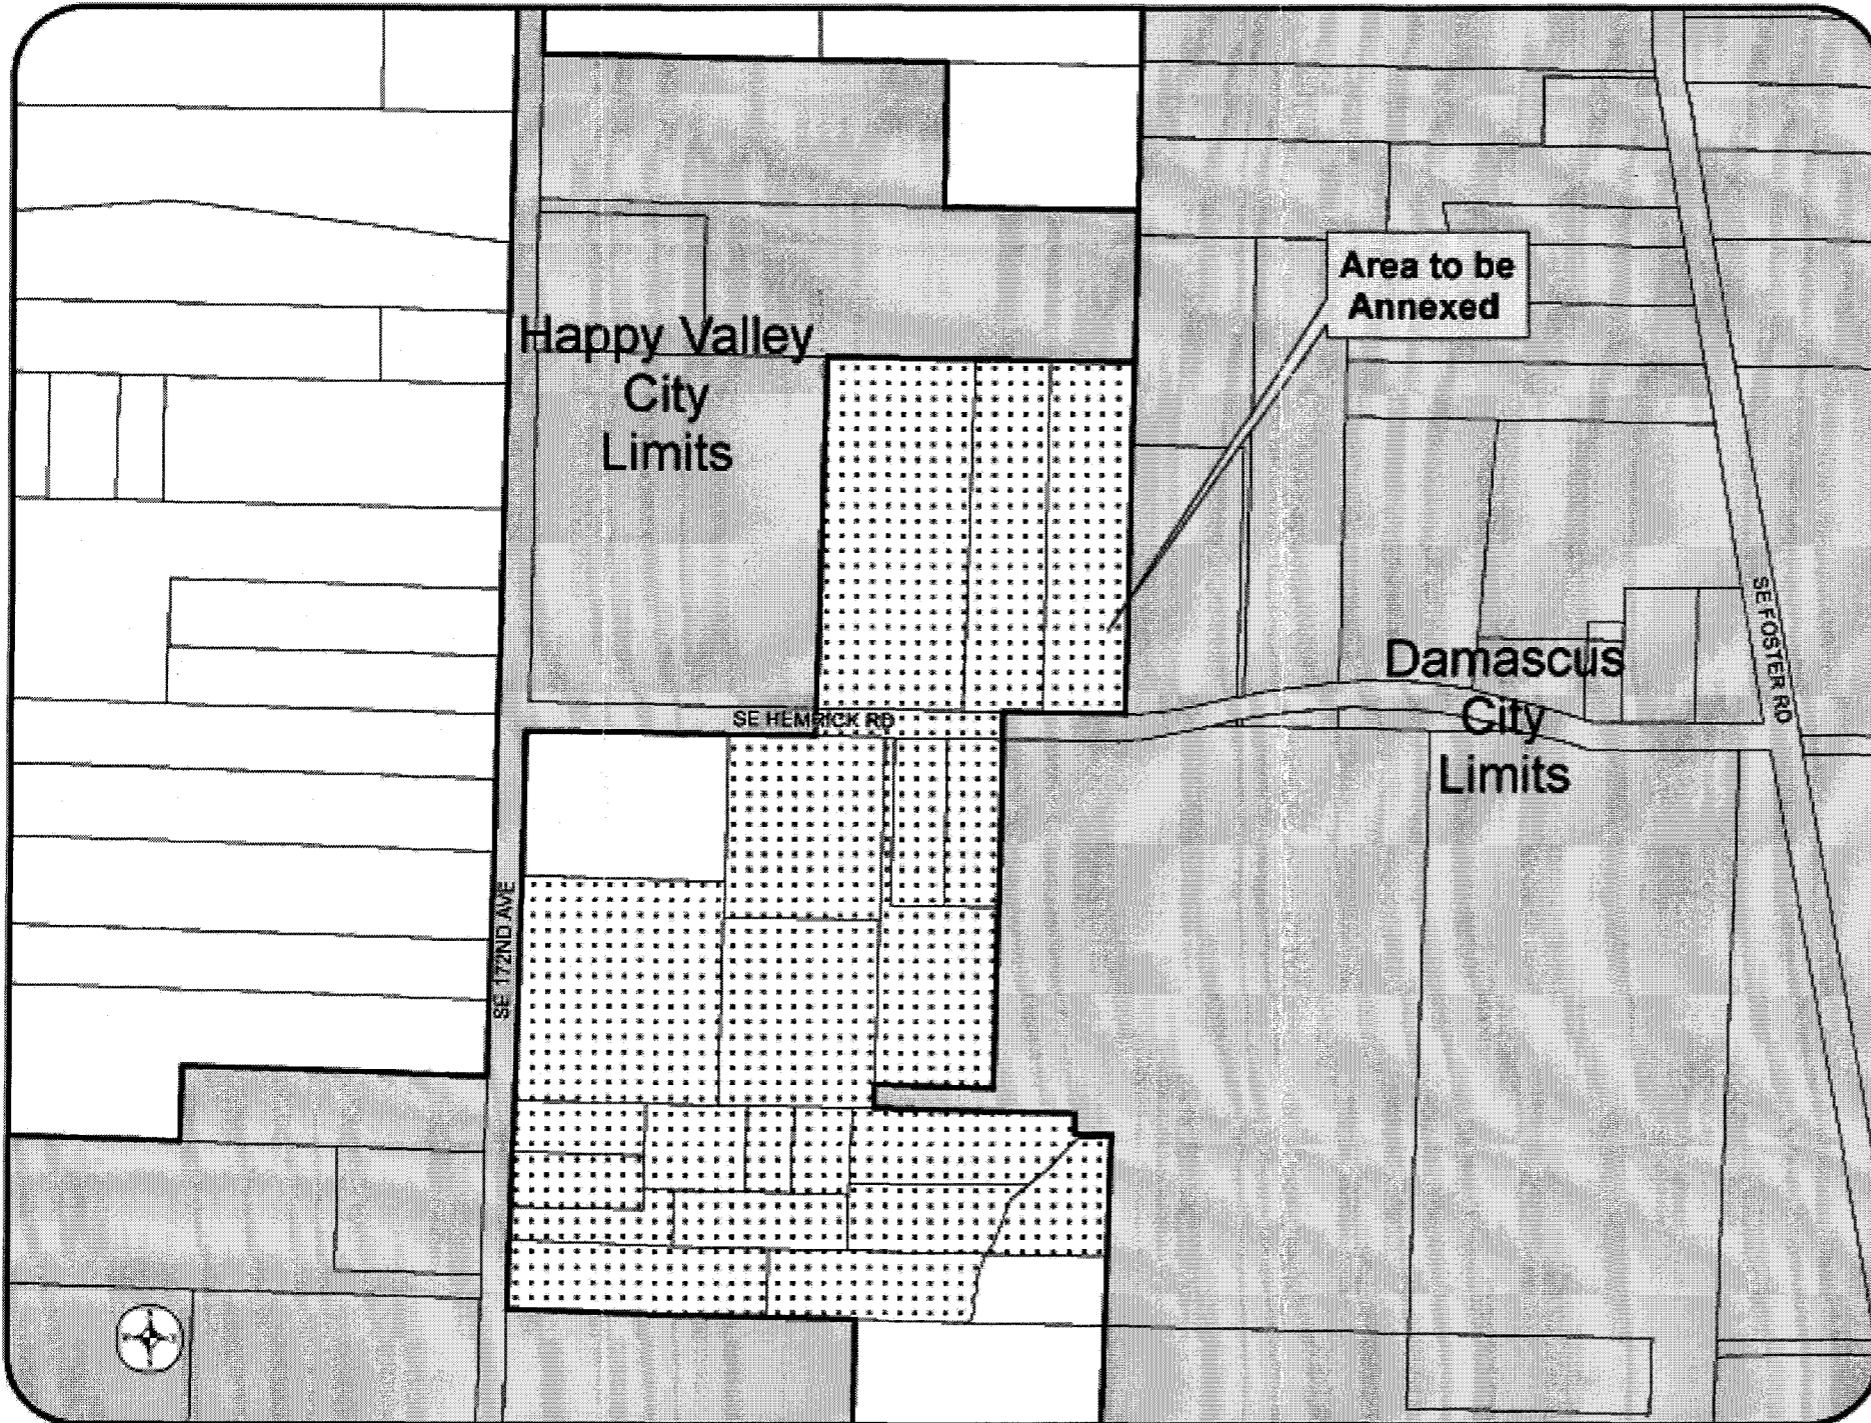 Area to be
Annexed
Happy Valley
City
Limits
SE FOSTER RD
Damascus
City
Limits
SE HEMRICK RD
SE 172ND AVE